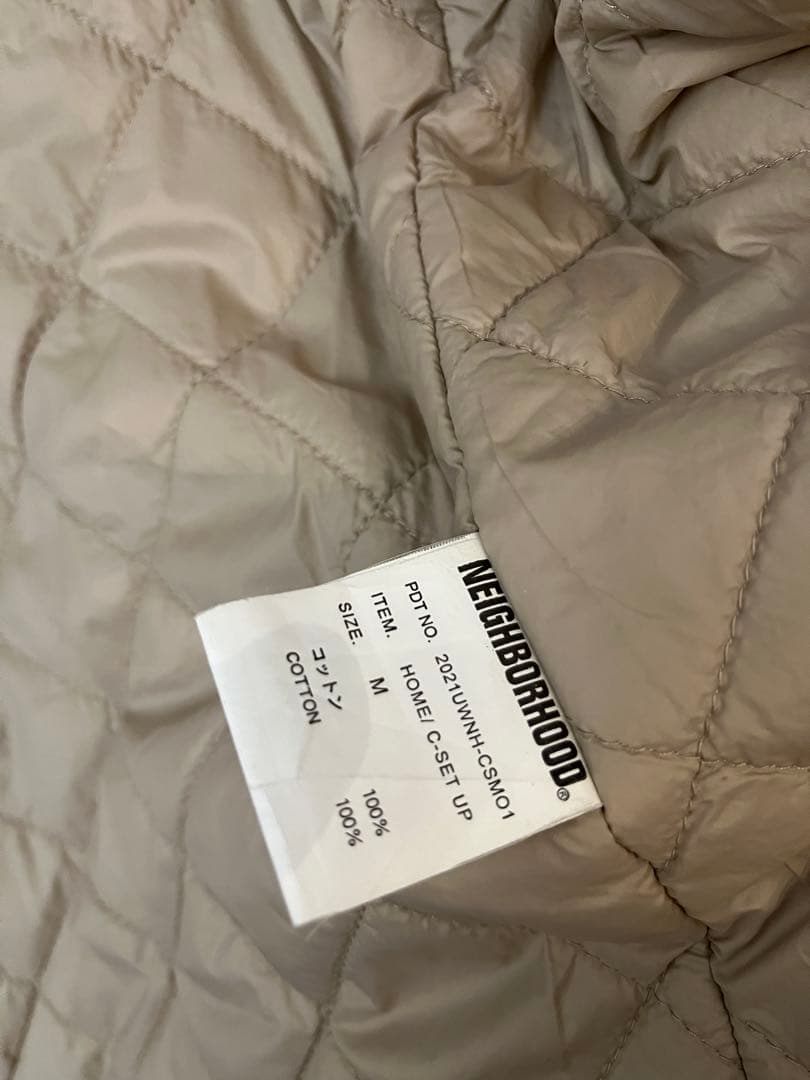 NEIGHBORHOOD®
PDT NO. 2021UWNH-CSM01
ITEM. HOME/ C-SET UP
SIZE. M
コットン 100%
COTTON 100%